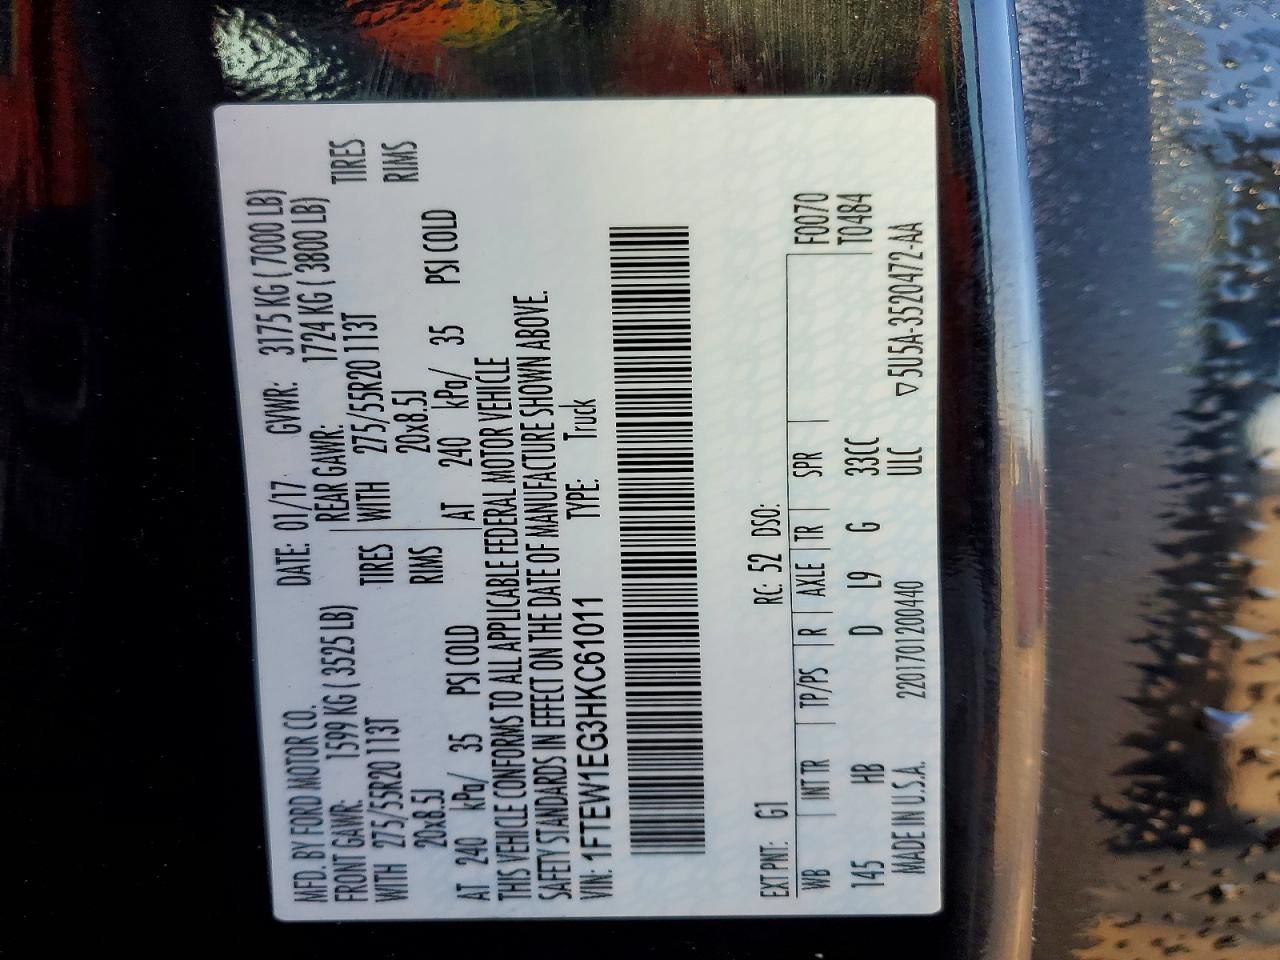 MFD. BY FORD MOTOR CO.
DATE: 01/17 GVWR: 3175 KG ( 7000 LB)
FRONT GAWR: 1599 KG ( 3525 LB) REAR GAWR: 1724 KG ( 3800 LB)
WITH 275/55R20 113T TIRES WITH 275/55R20 113T TIRES
20x8.5J RIMS 20x8.5J RIMS
AT 240 kPa/ 35 PSI COLD AT 240 kPa/ 35 PSI COLD
THIS VEHICLE CONFORMS TO ALL APPLICABLE FEDERAL MOTOR VEHICLE
SAFETY STANDARDS IN EFFECT ON THE DATE OF MANUFACTURE SHOWN ABOVE.
VIN: 1FTEW1EG3HKC61011 TYPE: Truck
EXT PNT: G1 RC: 52 DSO:
WB INT TR TP/PS R AXLE TR SPR F0070
145 HB D L9 G 33CC T0484
MADE IN U.S.A. 2201701200440 ULC ▽5U5A-3520472-AA